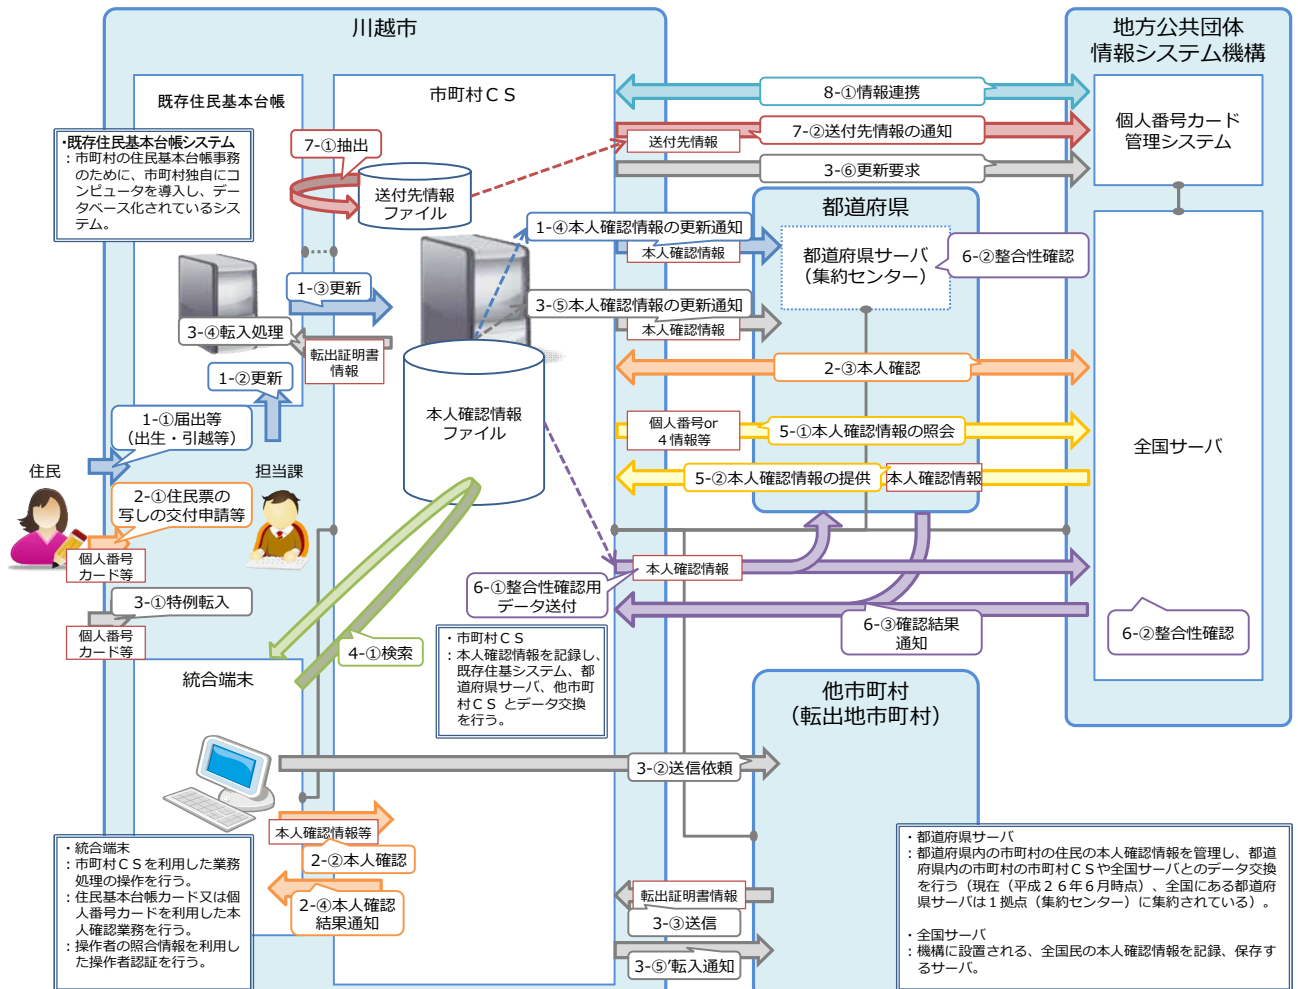 川越市
地方公共団体
情報システム機構
既存住民基本台帳
市町村ＣＳ
8-①情報連携
個人番号カード
管理システム
・既存住民基本台帳システム
：市町村の住民基本台帳事務
のために、市町村独自にコ
ンピュータを導入し、デー
タベース化されているシス
テム。
7-①抽出
送付先情報
7-②送付先情報の通知
3-⑥更新要求
送付先情報
ファイル
都道府県
1-④本人確認情報の更新通知
本人確認情報
都道府県サーバ
（集約センター）
6-②整合性確認
1-③更新
3-⑤本人確認情報の更新通知
本人確認情報
3-④転入処理
転出証明書
情報
1-②更新
2-③本人確認
1-①届出等
（出生・引越等）
本人確認情報
ファイル
個人番号or
４情報等
5-①本人確認情報の照会
全国サーバ
住民
担当課
5-②本人確認情報の提供
本人確認情報
2-①住民票の
写しの交付申請等
個人番号
カード等
6-①整合性確認用
データ送付
本人確認情報
3-①特例転入
個人番号
カード等
4-①検索
6-③確認結果
通知
6-②整合性確認
・市町村ＣＳ
：本人確認情報を記録し、
既存住基システム、都
道府県サーバ、他市町
村ＣＳ とデータ交換
を行う。
統合端末
他市町村
（転出地市町村）
3-②送信依頼
本人確認情報等
2-②本人確認
2-④本人確認
結果通知
転出証明書情報
3-③送信
3-⑤’転入通知
・統合端末
：市町村ＣＳを利用した業務
処理の操作を行う。
：住民基本台帳カード又は個
人番号カードを利用した本
人確認業務を行う。
：操作者の照合情報を利用し
た操作者認証を行う。
・都道府県サーバ
：都道府県内の市町村の住民の本人確認情報を管理し、都道
府県内の市町村の市町村ＣＳや全国サーバとのデータ交換
を行う（現在（平成２６年６月時点）、全国にある都道府
県サーバは１拠点（集約センター）に集約されている）。
・全国サーバ
：機構に設置される、全国民の本人確認情報を記録、保存す
るサーバ。